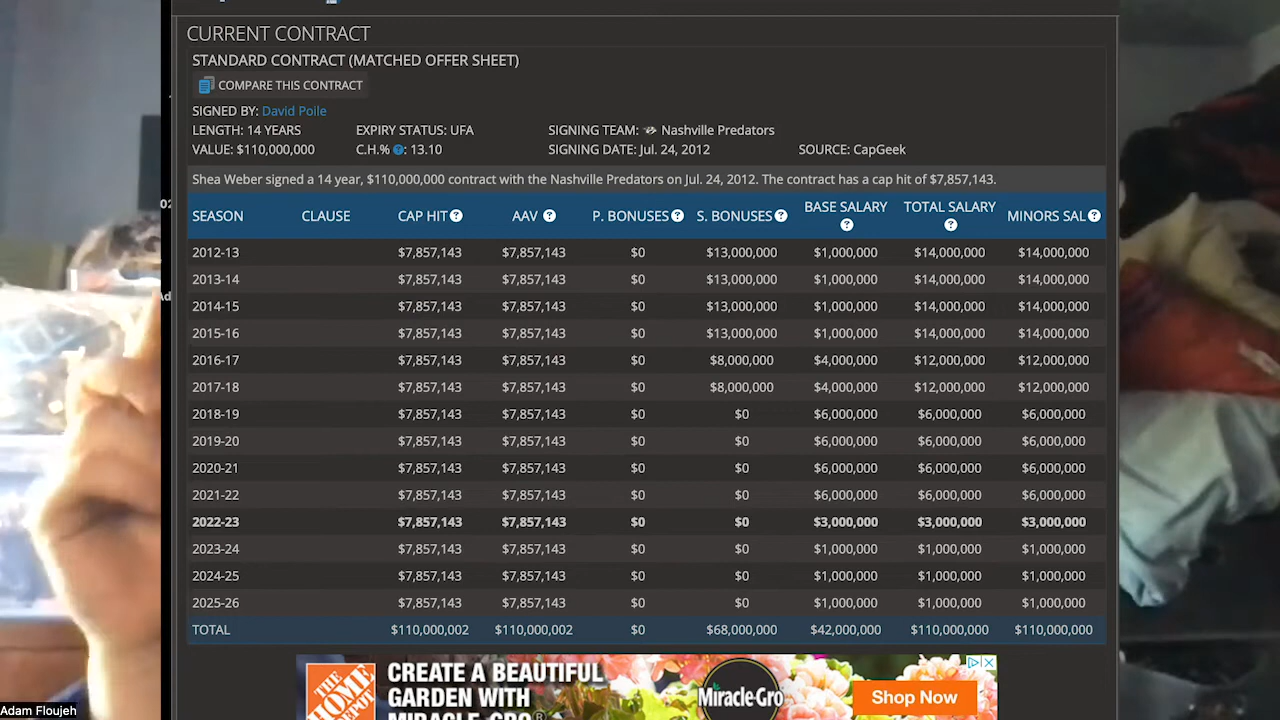 CURRENT CONTRACT
STANDARD CONTRACT (MATCHED OFFER SHEET)
COMPARE THIS CONTRACT
SIGNED BY: David Poile
LENGTH: 14 YEARS EXPIRY STATUS: UFA SIGNING TEAM: Nashville Predators
VALUE: $110,000,000 C.H.% ?: 13.10 SIGNING DATE: Jul. 24, 2012 SOURCE: CapGeek
Shea Weber signed a 14 year, $110,000,000 contract with the Nashville Predators on Jul. 24, 2012. The contract has a cap hit of $7,857,143.
SEASON CLAUSE CAP HIT ? AAV ? P. BONUSES ? S. BONUSES ? BASE SALARY ? TOTAL SALARY ? MINORS SAL ?
2012-13 $7,857,143 $7,857,143 $0 $13,000,000 $1,000,000 $14,000,000 $14,000,000
2013-14 $7,857,143 $7,857,143 $0 $13,000,000 $1,000,000 $14,000,000 $14,000,000
2014-15 $7,857,143 $7,857,143 $0 $13,000,000 $1,000,000 $14,000,000 $14,000,000
2015-16 $7,857,143 $7,857,143 $0 $13,000,000 $1,000,000 $14,000,000 $14,000,000
2016-17 $7,857,143 $7,857,143 $0 $8,000,000 $4,000,000 $12,000,000 $12,000,000
2017-18 $7,857,143 $7,857,143 $0 $8,000,000 $4,000,000 $12,000,000 $12,000,000
2018-19 $7,857,143 $7,857,143 $0 $0 $6,000,000 $6,000,000 $6,000,000
2019-20 $7,857,143 $7,857,143 $0 $0 $6,000,000 $6,000,000 $6,000,000
2020-21 $7,857,143 $7,857,143 $0 $0 $6,000,000 $6,000,000 $6,000,000
2021-22 $7,857,143 $7,857,143 $0 $0 $6,000,000 $6,000,000 $6,000,000
2022-23 $7,857,143 $7,857,143 $0 $0 $3,000,000 $3,000,000 $3,000,000
2023-24 $7,857,143 $7,857,143 $0 $0 $1,000,000 $1,000,000 $1,000,000
2024-25 $7,857,143 $7,857,143 $0 $0 $1,000,000 $1,000,000 $1,000,000
2025-26 $7,857,143 $7,857,143 $0 $0 $1,000,000 $1,000,000 $1,000,000
TOTAL $110,000,002 $110,000,002 $0 $68,000,000 $42,000,000 $110,000,000 $110,000,000
THE HOME DEPOT
CREATE A BEAUTIFUL
GARDEN WITH
MIRACLE-GRO®
Miracle-Gro
Shop Now
Adam Floujeh